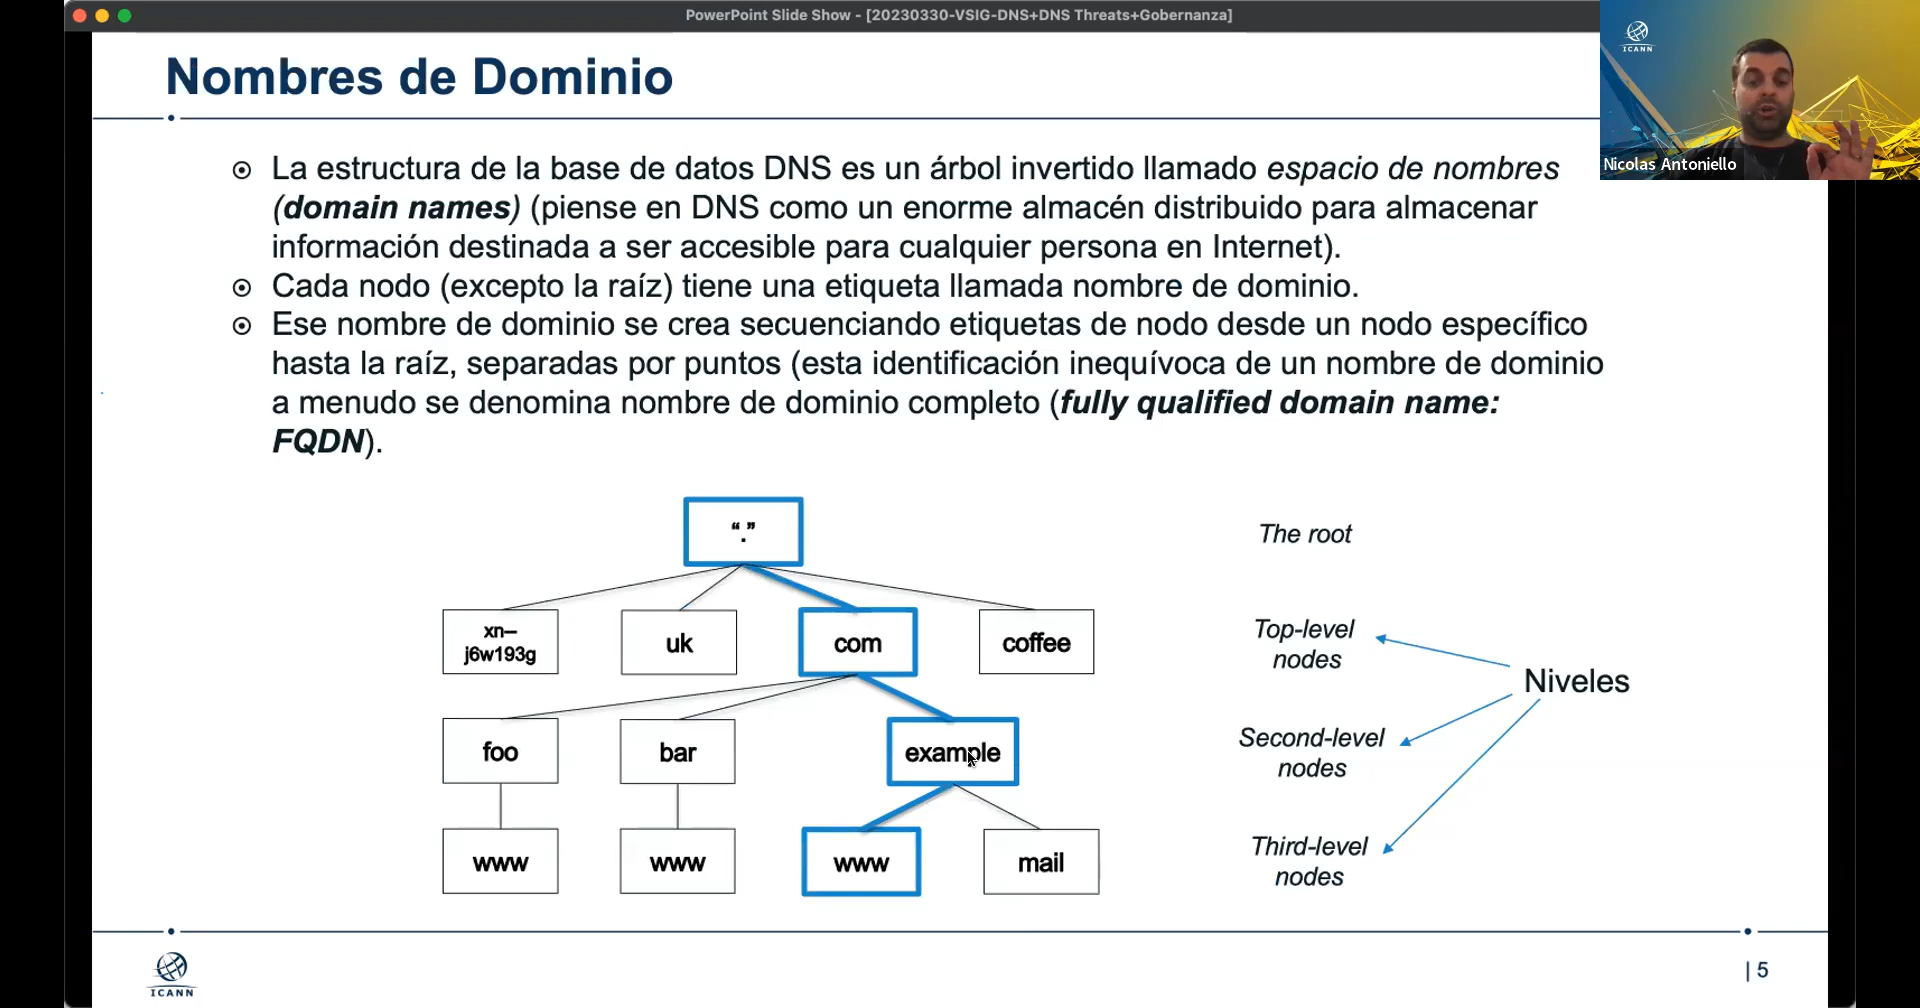 PowerPoint Slide Show - [20230330-VSIG-DNS+DNS Threats+Gobernanza]
ICANN
Nicolas Antoniello
Nombres de Dominio
La estructura de la base de datos DNS es un árbol invertido llamado espacio de nombres
(domain names) (piense en DNS como un enorme almacén distribuido para almacenar
información destinada a ser accesible para cualquier persona en Internet).
Cada nodo (excepto la raíz) tiene una etiqueta llamada nombre de dominio.
Ese nombre de dominio se crea secuenciando etiquetas de nodo desde un nodo específico
hasta la raíz, separadas por puntos (esta identificación inequívoca de un nombre de dominio
a menudo se denomina nombre de dominio completo (fully qualified domain name:
FQDN).
“.”
The root
xn–
j6w193g
uk
com
coffee
Top-level
nodes
Niveles
foo
bar
example
Second-level
nodes
www
www
www
mail
Third-level
nodes
ICANN
| 5